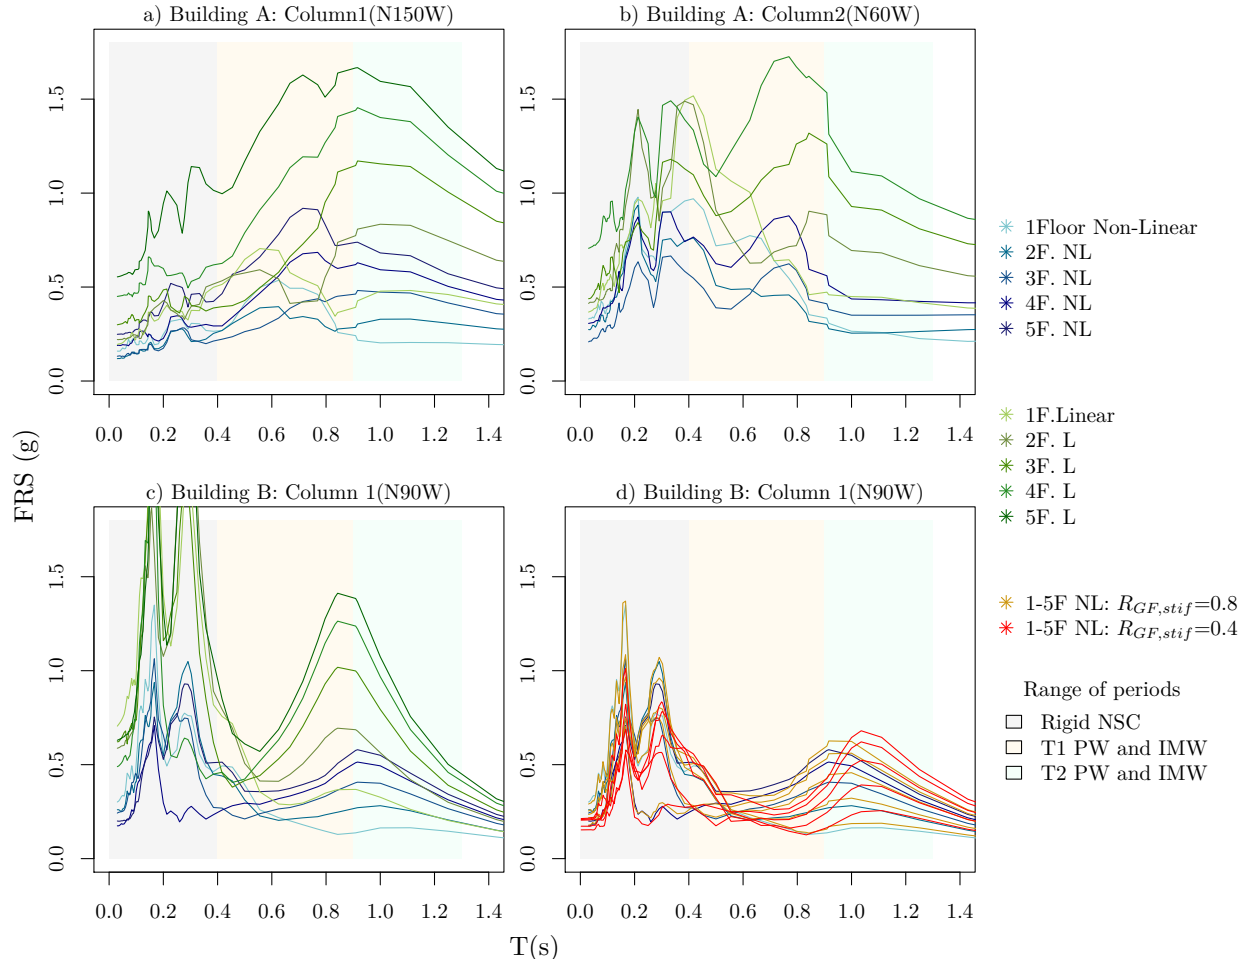 a) Building A: Column1(N150W)
b) Building A: Column2(N60W)
0.0 0.5 1.0 1.5
0.0 0.2 0.4 0.6 0.8 1.0 1.2 1.4
0.0 0.5 1.0 1.5
0.0 0.2 0.4 0.6 0.8 1.0 1.2 1.4
FRS (g)
c) Building B: Column 1(N90W)
d) Building B: Column 1(N90W)
0.0 0.5 1.0 1.5
0.0 0.2 0.4 0.6 0.8 1.0 1.2 1.4
0.0 0.5 1.0 1.5
0.0 0.2 0.4 0.6 0.8 1.0 1.2 1.4
T(s)
1Floor Non-Linear
2F. NL
3F. NL
4F. NL
5F. NL
1F.Linear
2F. L
3F. L
4F. L
5F. L
1-5F NL: R_{GF,stif}=0.8
1-5F NL: R_{GF,stif}=0.4
Range of periods
Rigid NSC
T1 PW and IMW
T2 PW and IMW